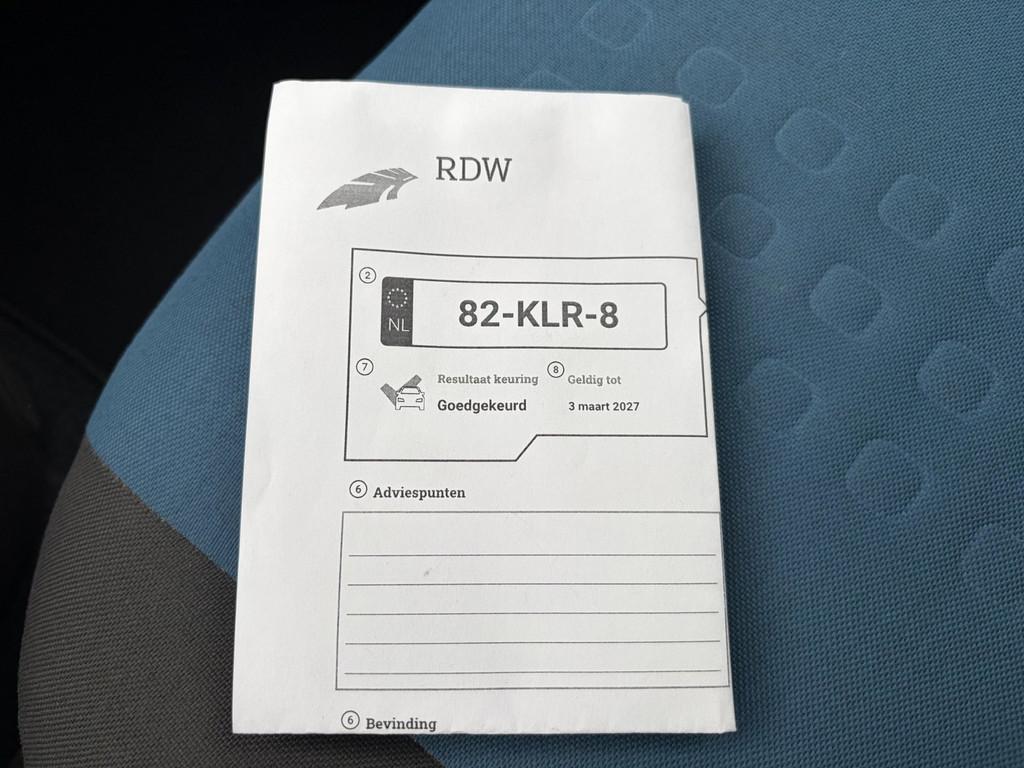 RDW
2
NL
82-KLR-8
7
Resultaat keuring
8
Geldig tot
Goedgekeurd
3 maart 2027
6 Adviespunten
6 Bevinding